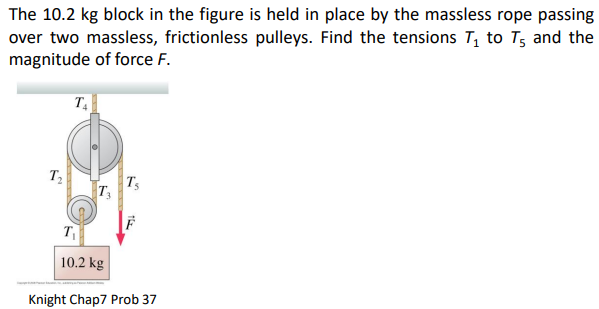 The 10.2 kg block in the figure is held in place by the massless rope passing
over two massless, frictionless pulleys. Find the tensions T₁ to T₅ and the
magnitude of force F.
T₄
T₂
T₃
T₅
F⃗
T₁
10.2 kg
Knight Chap7 Prob 37